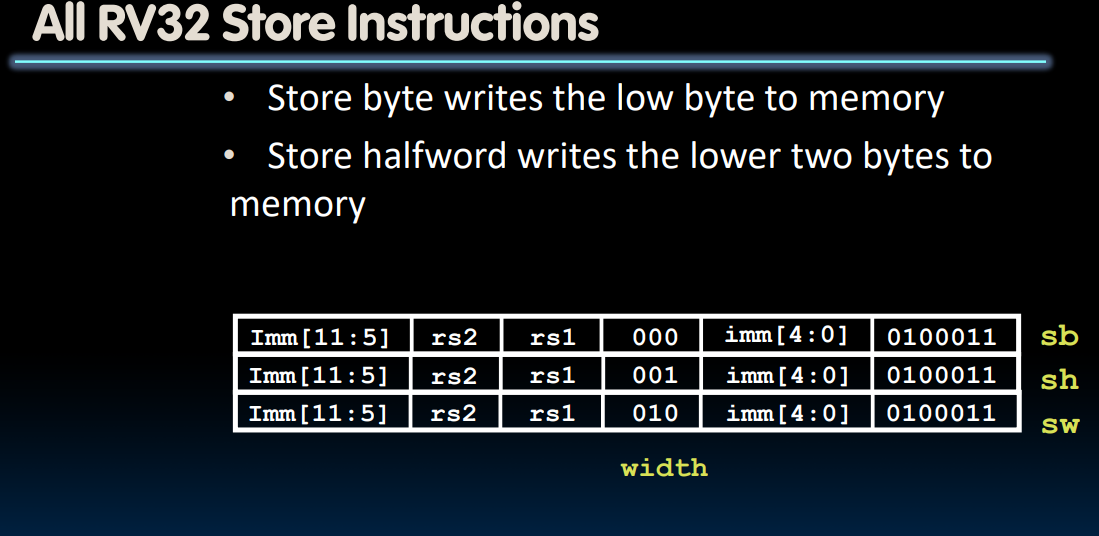 All RV32 Store Instructions
• Store byte writes the low byte to memory
• Store halfword writes the lower two bytes to
memory
Imm[11:5] rs2 rs1 000 imm[4:0] 0100011 sb
Imm[11:5] rs2 rs1 001 imm[4:0] 0100011 sh
Imm[11:5] rs2 rs1 010 imm[4:0] 0100011 sw
width